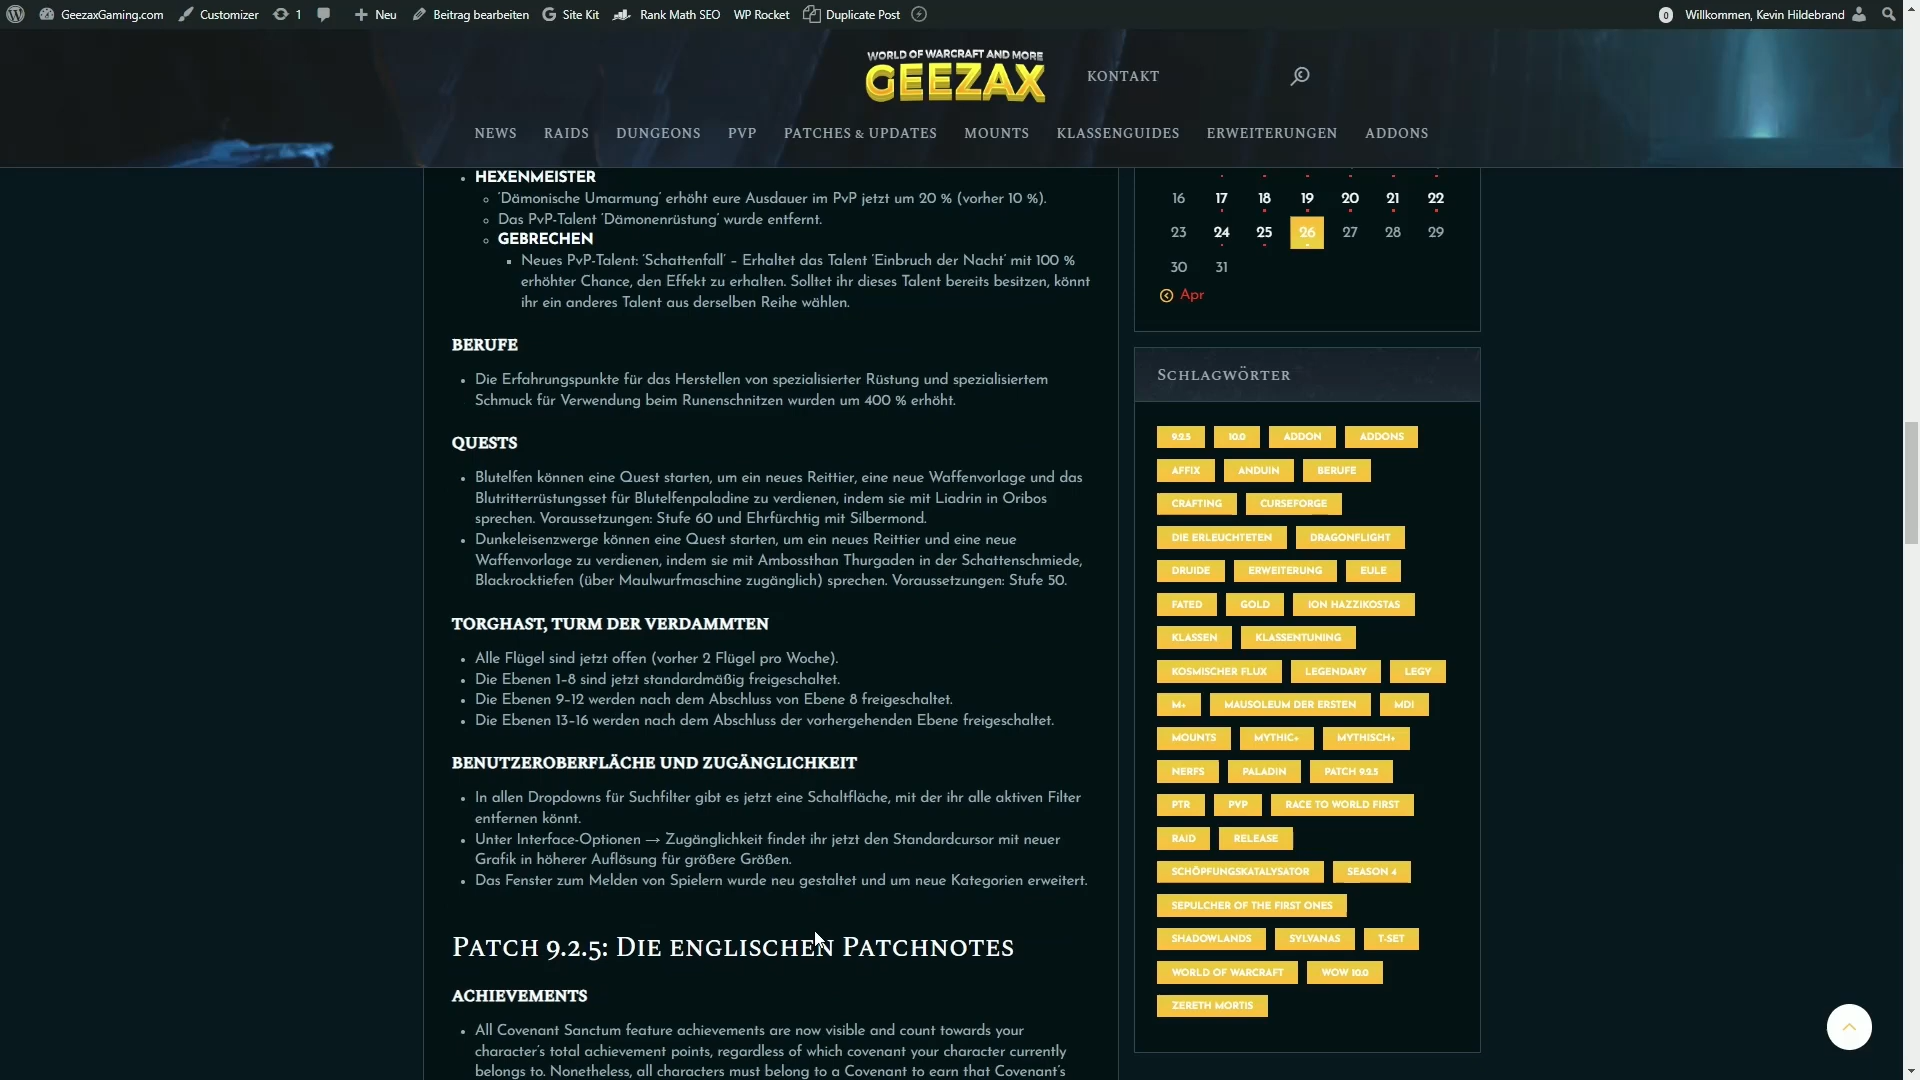 GeezaxGaming.com Customizer 1 Neu Beitrag bearbeiten Site Kit Rank Math SEO WP Rocket Duplicate Post 0 Willkommen, Kevin Hildebrand
WORLD OF WARCRAFT AND MORE
GEEZAX
KONTAKT
NEWS RAIDS DUNGEONS PVP PATCHES & UPDATES MOUNTS KLASSENGUIDES ERWEITERUNGEN ADDONS
HEXENMEISTER
'Dämonische Umarmung' erhöht eure Ausdauer im PvP jetzt um 20 % (vorher 10 %).
Das PvP-Talent 'Dämonenrüstung' wurde entfernt.
GEBRECHEN
Neues PvP-Talent: 'Schattenfall' – Erhaltet das Talent 'Einbruch der Nacht' mit 100 %
erhöhter Chance, den Effekt zu erhalten. Solltet ihr dieses Talent bereits besitzen, könnt
ihr ein anderes Talent aus derselben Reihe wählen.
BERUFE
Die Erfahrungspunkte für das Herstellen von spezialisierter Rüstung und spezialisiertem
Schmuck für Verwendung beim Runenschnitzen wurden um 400 % erhöht.
QUESTS
Blutelfen können eine Quest starten, um ein neues Reittier, eine neue Waffenvorlage und das
Blutritterrüstungsset für Blutelfenpaladine zu verdienen, indem sie mit Liadrin in Oribos
sprechen. Voraussetzungen: Stufe 60 und Ehrfürchtig mit Silbermond.
Dunkeleisenzwerge können eine Quest starten, um ein neues Reittier und eine neue
Waffenvorlage zu verdienen, indem sie mit Ambossthan Thurgaden in der Schattenschmiede,
Blackrocktiefen (über Maulwurfmaschine zugänglich) sprechen. Voraussetzungen: Stufe 50.
TORGHAST, TURM DER VERDAMMTEN
Alle Flügel sind jetzt offen (vorher 2 Flügel pro Woche).
Die Ebenen 1–8 sind jetzt standardmäßig freigeschaltet.
Die Ebenen 9–12 werden nach dem Abschluss von Ebene 8 freigeschaltet.
Die Ebenen 13–16 werden nach dem Abschluss der vorhergehenden Ebene freigeschaltet.
BENUTZEROBERFLÄCHE UND ZUGÄNGLICHKEIT
In allen Dropdowns für Suchfilter gibt es jetzt eine Schaltfläche, mit der ihr alle aktiven Filter
entfernen könnt.
Unter Interface-Optionen → Zugänglichkeit findet ihr jetzt den Standardcursor mit neuer
Grafik in höherer Auflösung für größere Größen.
Das Fenster zum Melden von Spielern wurde neu gestaltet und um neue Kategorien erweitert.
PATCH 9.2.5: DIE ENGLISCHEN PATCHNOTES
ACHIEVEMENTS
All Covenant Sanctum feature achievements are now visible and count towards your
character's total achievement points, regardless of which covenant your character currently
belongs to. Nonetheless, all characters must belong to a Covenant to earn that Covenant's
16 17 18 19 20 21 22
23 24 25 26 27 28 29
30 31
Apr
SCHLAGWÖRTER
9.2.5 10.0 ADDON ADDONS
AFFIX ANDUIN BERUFE
CRAFTING CURSEFORGE
DIE ERLEUCHTETEN DRAGONFLIGHT
DRUIDE ERWEITERUNG EULE
FATED GOLD ION HAZZIKOSTAS
KLASSEN KLASSENTUNING
KOSMISCHER FLUX LEGENDARY LEGY
M+ MAUSOLEUM DER ERSTEN MDI
MOUNTS MYTHIC+ MYTHISCH+
NERFS PALADIN PATCH 9.2.5
PTR PVP RACE TO WORLD FIRST
RAID RELEASE
SCHÖPFUNGSKATALYSATOR SEASON 4
SEPULCHER OF THE FIRST ONES
SHADOWLANDS SYLVANAS T-SET
WORLD OF WARCRAFT WOW 10.0
ZERETH MORTIS